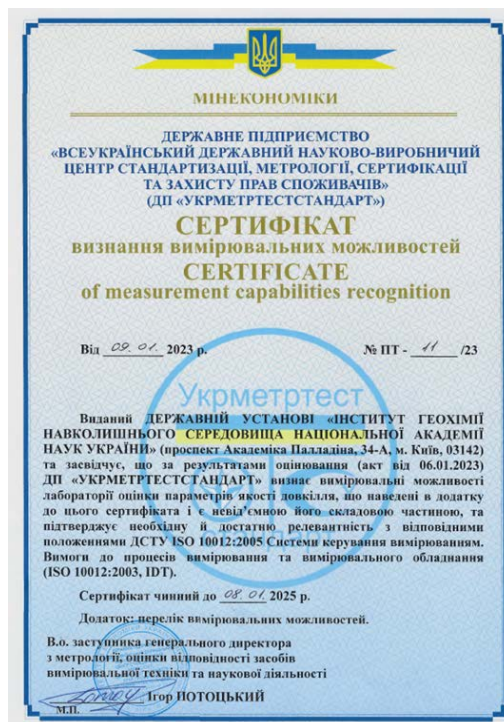 МІНЕКОНОМІКИ
ДЕРЖАВНЕ ПІДПРИЄМСТВО
«ВСЕУКРАЇНСЬКИЙ ДЕРЖАВНИЙ НАУКОВО-ВИРОБНИЧИЙ
ЦЕНТР СТАНДАРТИЗАЦІЇ, МЕТРОЛОГІЇ, СЕРТИФІКАЦІЇ
ТА ЗАХИСТУ ПРАВ СПОЖИВАЧІВ»
(ДП «УКРМЕТРТЕСТСТАНДАРТ»)
СЕРТИФІКАТ
визнання вимірювальних можливостей
CERTIFICATE
of measurement capabilities recognition
Від 09. 01. 2023 р. № ПТ - 11 /23
Укрметртест
Виданий ДЕРЖАВНІЙ УСТАНОВІ «ІНСТИТУТ ГЕОХІМІЇ
НАВКОЛИШНЬОГО СЕРЕДОВИЩА НАЦІОНАЛЬНОЇ АКАДЕМІЇ
НАУК УКРАЇНИ» (проспект Академіка Палладіна, 34-А, м. Київ, 03142)
та засвідчує, що за результатами оцінювання (акт від 06.01.2023)
ДП «УКРМЕТРТЕСТСТАНДАРТ» визнає вимірювальні можливості
лабораторії оцінки параметрів якості довкілля, що наведені в додатку
до цього сертифіката і є невід’ємною його складовою частиною, та
підтверджує необхідну й достатню релевантність з відповідними
положеннями ДСТУ ISO 10012:2005 Системи керування вимірюванням.
Вимоги до процесів вимірювання та вимірювального обладнання
(ISO 10012:2003, IDT).
Сертифікат чинний до 08. 01. 2025 р.
Додаток: перелік вимірювальних можливостей.
В.о. заступника генерального директора
з метрології, оцінки відповідності засобів
вимірювальної техніки та наукової діяльності
Ігор ПОТОЦЬКИЙ
М.П.